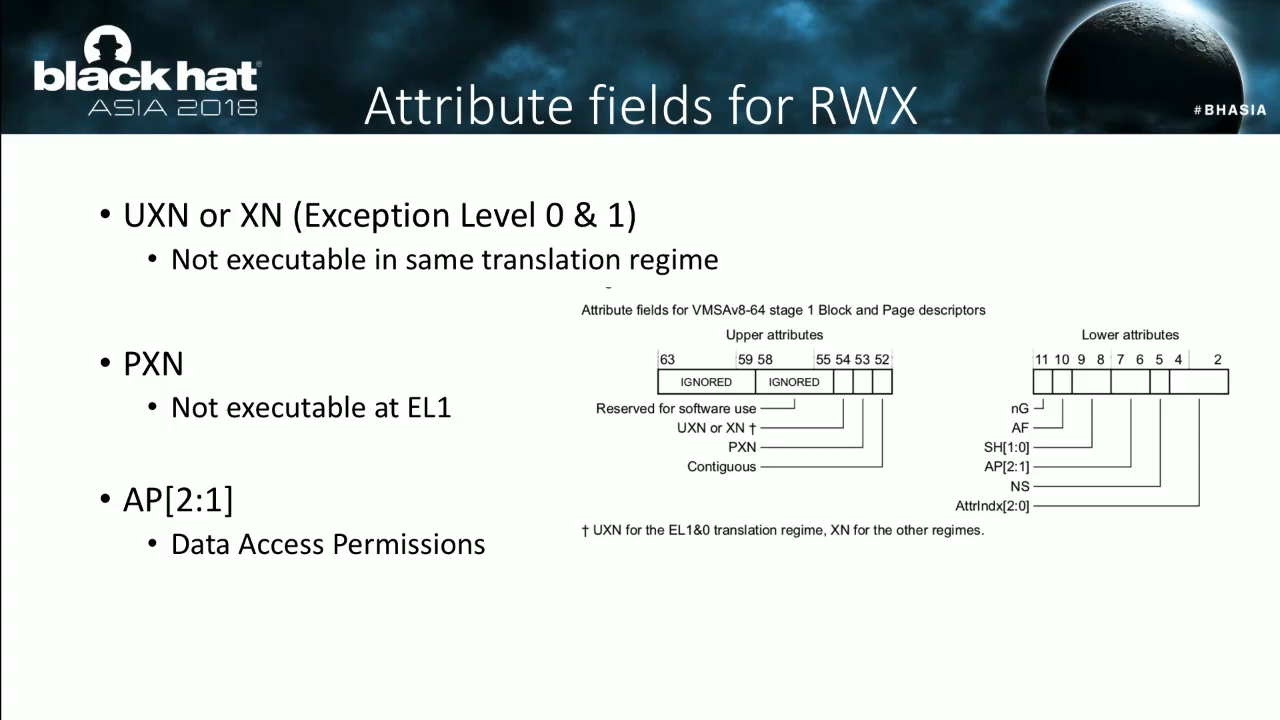 black hat®
ASIA 2018
Attribute fields for RWX
#BHASIA
• UXN or XN (Exception Level 0 & 1)
• Not executable in same translation regime
• PXN
• Not executable at EL1
• AP[2:1]
• Data Access Permissions
Attribute fields for VMSAv8-64 stage 1 Block and Page descriptors
Upper attributes
63 59 58 55 54 53 52
IGNORED IGNORED
Reserved for software use
UXN or XN †
PXN
Contiguous
Lower attributes
11 10 9 8 7 6 5 4 2
nG
AF
SH[1:0]
AP[2:1]
NS
AttrIndx[2:0]
† UXN for the EL1&0 translation regime, XN for the other regimes.